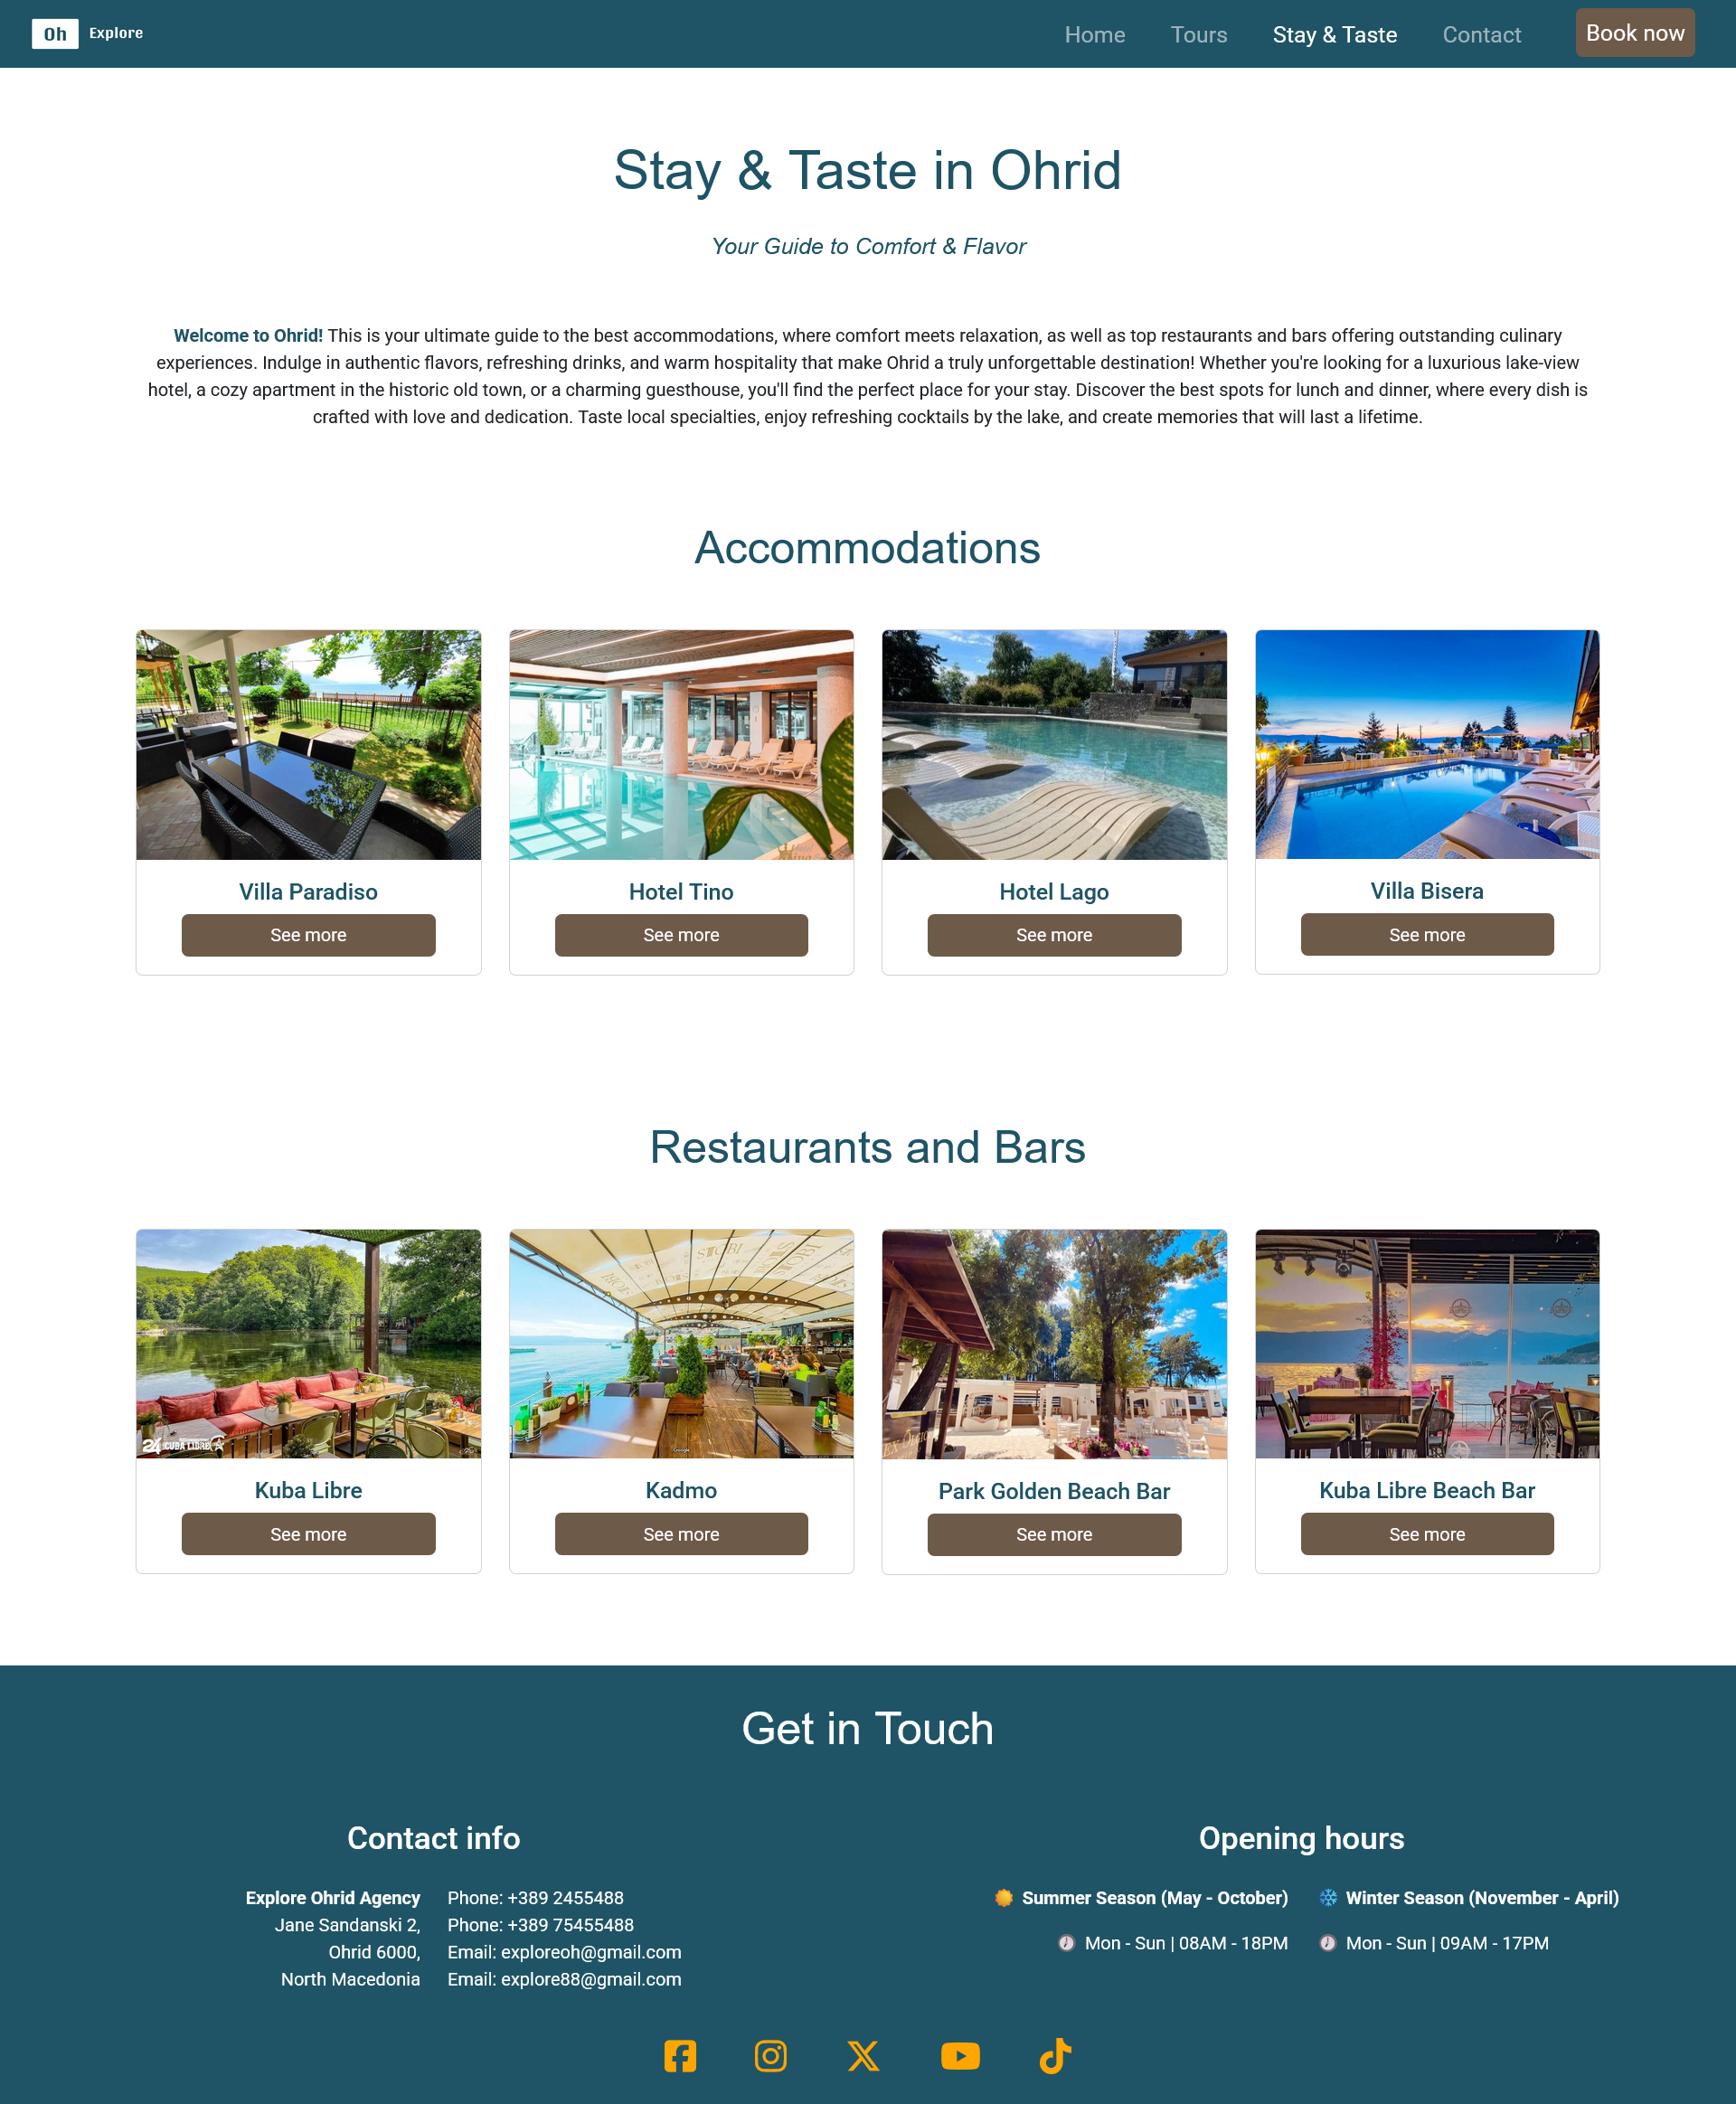 Oh Explore
Home Tours Stay & Taste Contact Book now
Stay & Taste in Ohrid
Your Guide to Comfort & Flavor
Welcome to Ohrid! This is your ultimate guide to the best accommodations, where comfort meets relaxation, as well as top restaurants and bars offering outstanding culinary
experiences. Indulge in authentic flavors, refreshing drinks, and warm hospitality that make Ohrid a truly unforgettable destination! Whether you're looking for a luxurious lake-view
hotel, a cozy apartment in the historic old town, or a charming guesthouse, you'll find the perfect place for your stay. Discover the best spots for lunch and dinner, where every dish is
crafted with love and dedication. Taste local specialties, enjoy refreshing cocktails by the lake, and create memories that will last a lifetime.
Accommodations
Villa Paradiso
See more
Hotel Tino
See more
Hotel Lago
See more
Villa Bisera
See more
Restaurants and Bars
24 CUBA LIBRE
Kuba Libre
See more
STOBI
Kadmo
See more
Park Golden Beach Bar
See more
Kuba Libre Beach Bar
See more
Get in Touch
Contact info
Explore Ohrid Agency
Jane Sandanski 2,
Ohrid 6000,
North Macedonia
Phone: +389 2455488
Phone: +389 75455488
Email: exploreoh@gmail.com
Email: explore88@gmail.com
Opening hours
Summer Season (May - October)
Mon - Sun | 08AM - 18PM
Winter Season (November - April)
Mon - Sun | 09AM - 17PM